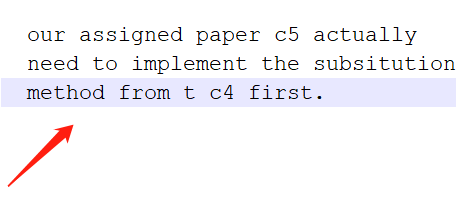 our assigned paper c5 actually
need to implement the subsitution
method from t c4 first.